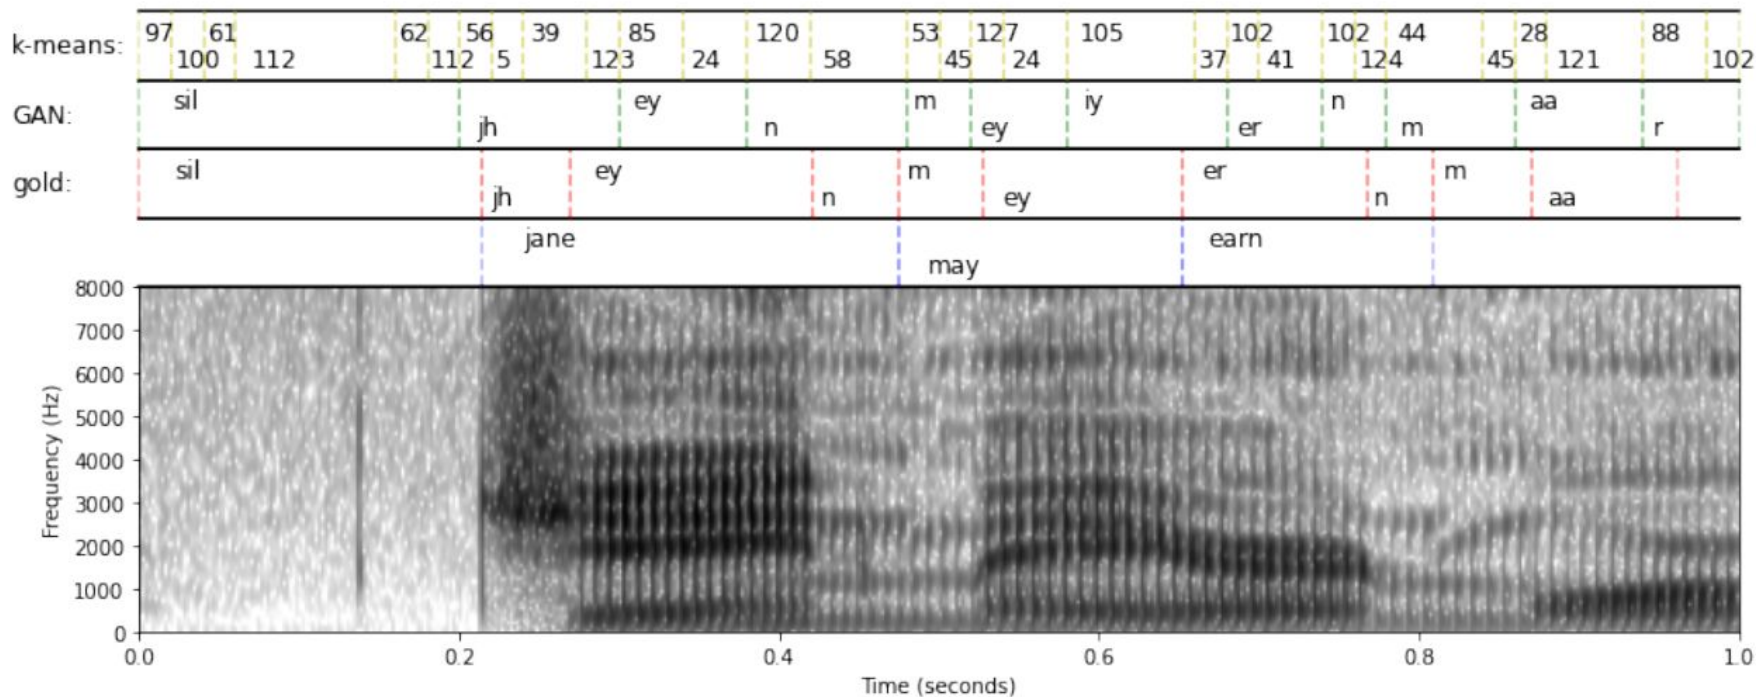 k-means: 97 61 62 56 39 85 120 53 127 105 102 102 44 28 88
100 112 112 5 123 24 58 45 24 37 41 124 45 121 102
GAN: sil ey m iy n aa
jh n ey er m r
gold: sil ey m er m
jh n ey n aa
jane earn
may
8000
7000
6000
5000
4000
3000
2000
1000
0
Frequency (Hz)
0.0 0.2 0.4 0.6 0.8 1.0
Time (seconds)